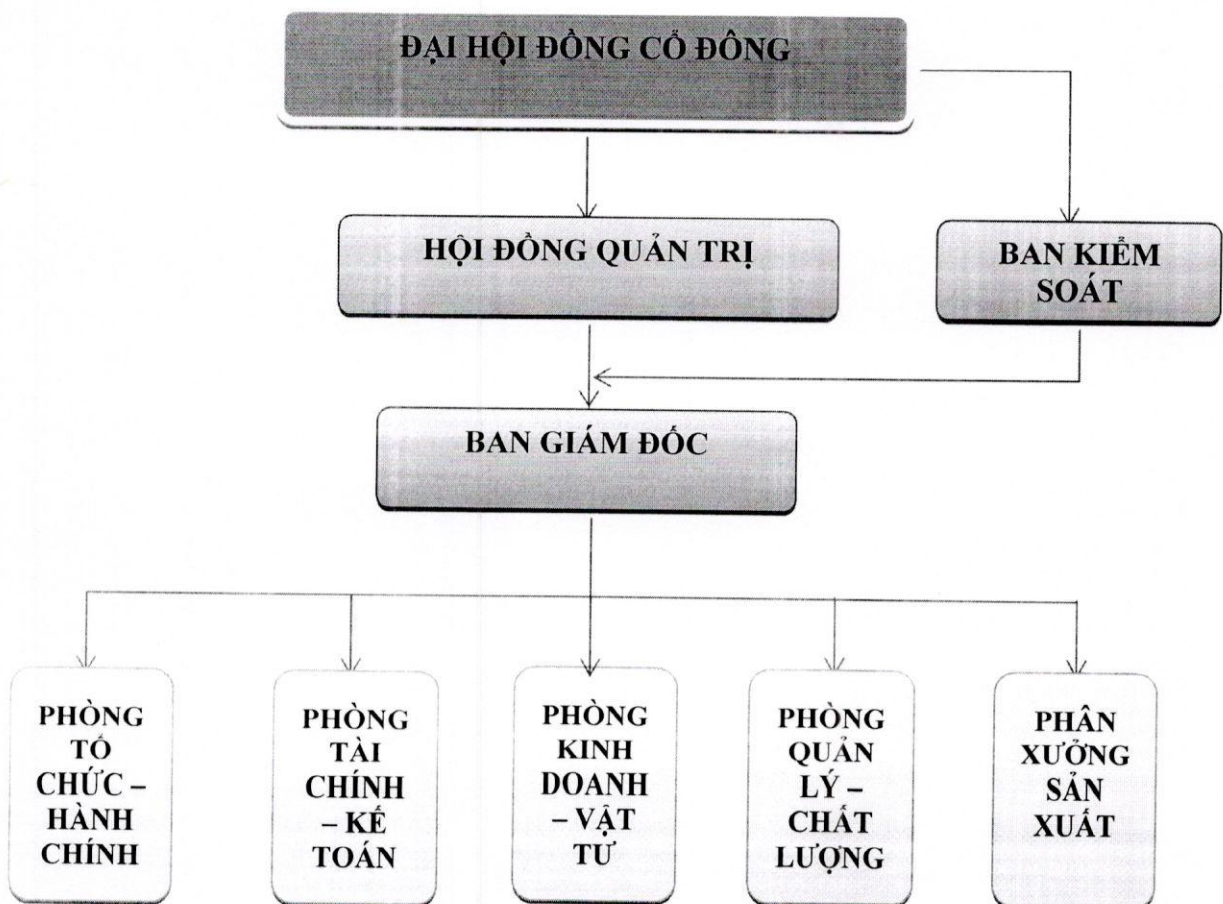 ĐẠI HỘI ĐỒNG CỔ ĐÔNG
HỘI ĐỒNG QUẢN TRỊ
BAN KIỂM
SOÁT
BAN GIÁM ĐỐC
PHÒNG
TỔ
CHỨC –
HÀNH
CHÍNH
PHÒNG
TÀI
CHÍNH
– KẾ
TOÁN
PHÒNG
KINH
DOANH
– VẬT
TƯ
PHÒNG
QUẢN
LÝ –
CHẤT
LƯỢNG
PHÂN
XƯỞNG
SẢN
XUẤT